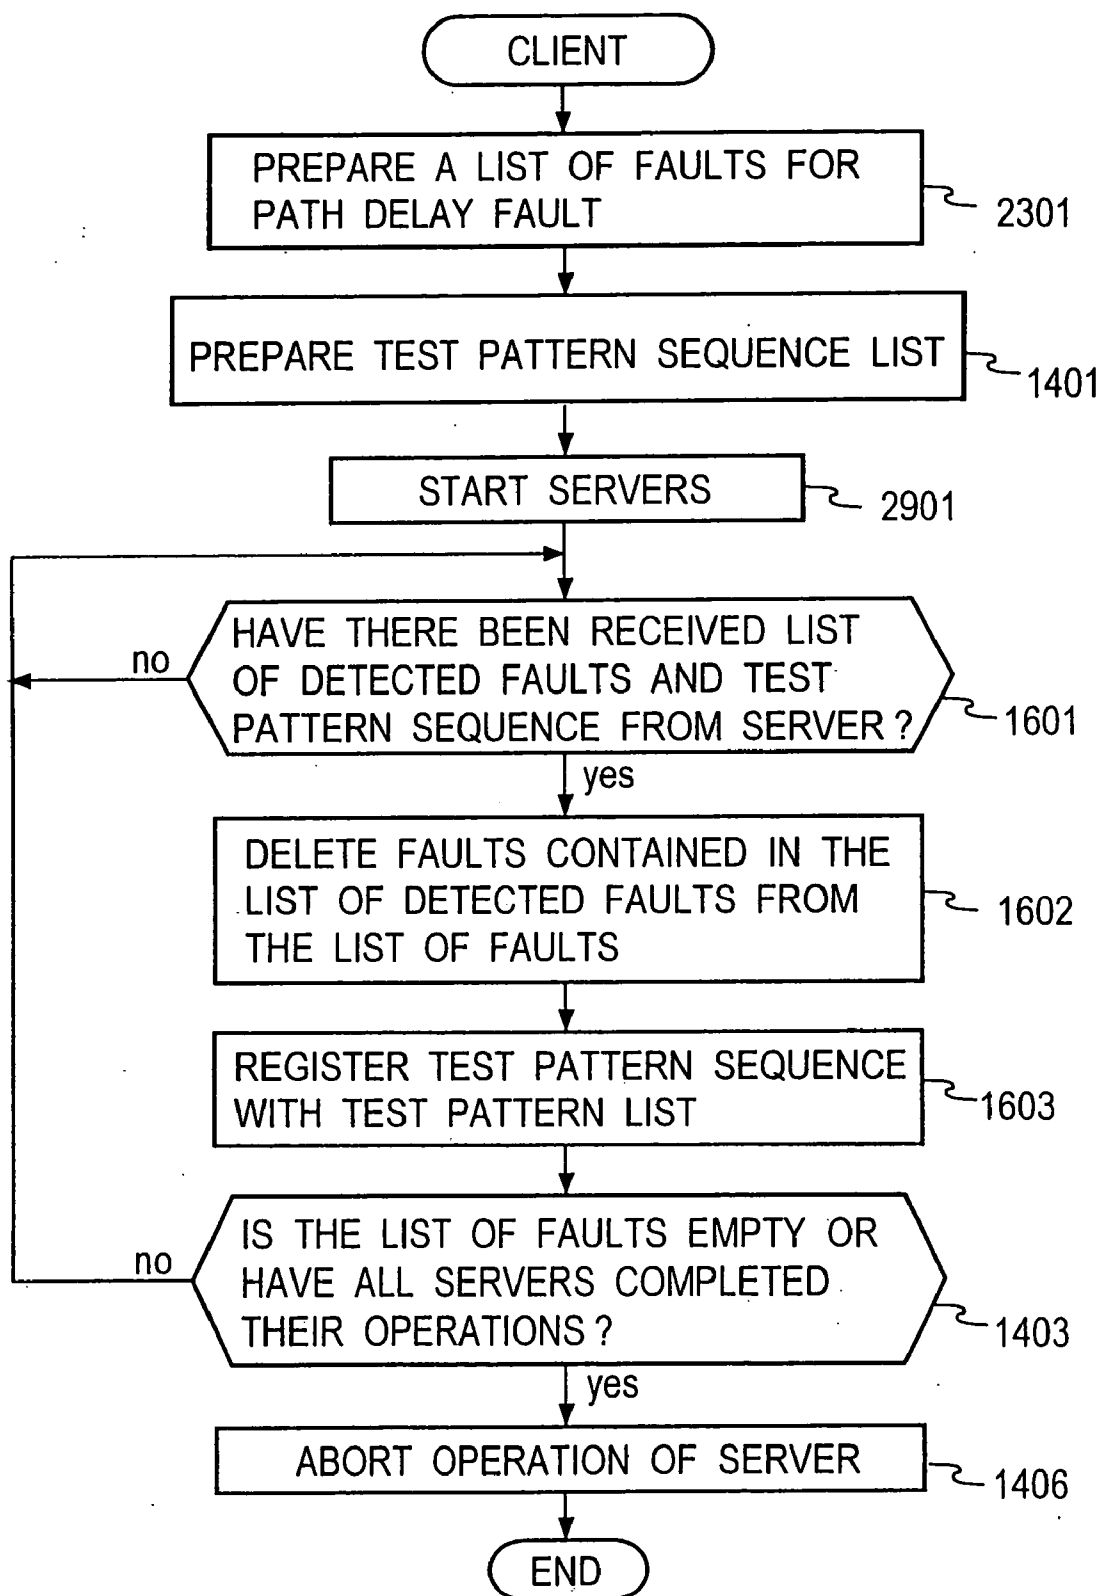 CLIENT
PREPARE A LIST OF FAULTS FOR
PATH DELAY FAULT
2301
PREPARE TEST PATTERN SEQUENCE LIST
1401
START SERVERS
2901
HAVE THERE BEEN RECEIVED LIST
OF DETECTED FAULTS AND TEST
PATTERN SEQUENCE FROM SERVER?
no
1601
yes
DELETE FAULTS CONTAINED IN THE
LIST OF DETECTED FAULTS FROM
THE LIST OF FAULTS
1602
REGISTER TEST PATTERN SEQUENCE
WITH TEST PATTERN LIST
1603
IS THE LIST OF FAULTS EMPTY OR
HAVE ALL SERVERS COMPLETED
THEIR OPERATIONS?
no
1403
yes
ABORT OPERATION OF SERVER
1406
END